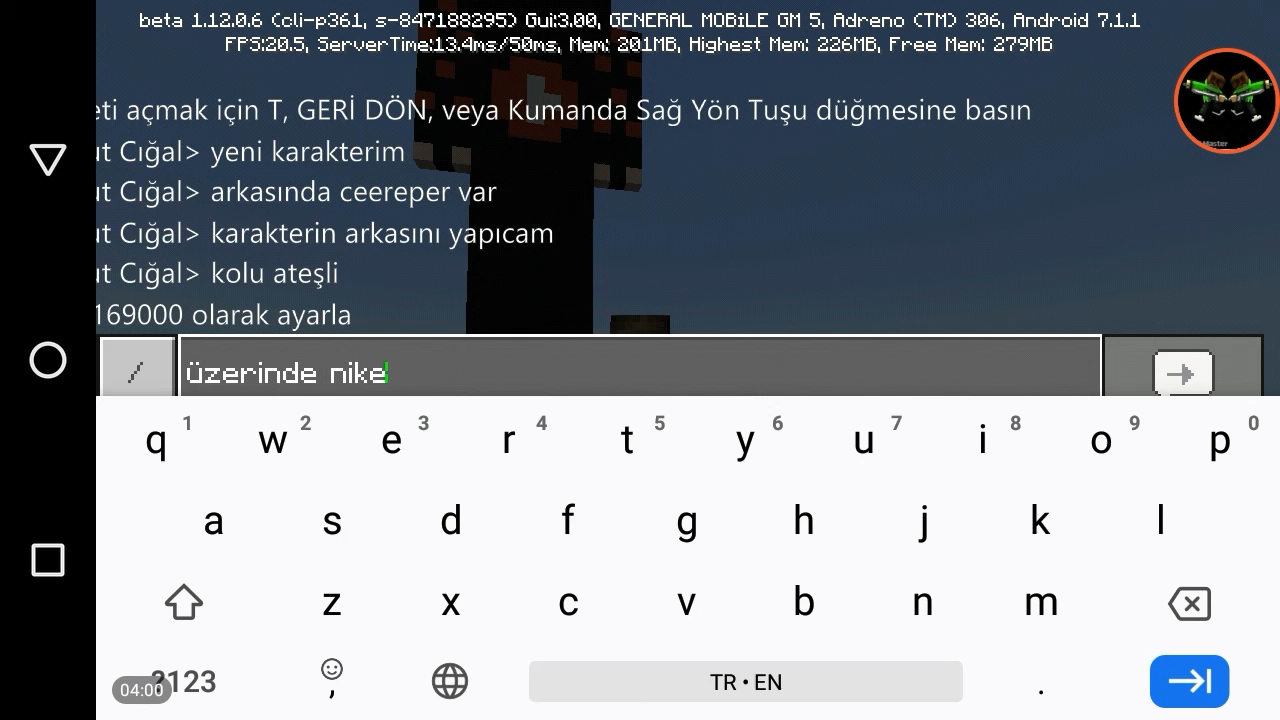 beta 1.12.0.6 (cli-p361, s-847188295) Gui:3.00, GENERAL MOBiLE GM 5, Adreno (TM) 306, Android 7.1.1
FPS:20.5, ServerTime:13.4ms/50ms, Mem: 201MB, Highest Mem: 226MB, Free Mem: 279MB
eti açmak için T, GERİ DÖN, veya Kumanda Sağ Yön Tuşu düğmesine basın
ut Cığal> yeni karakterim
ut Cığal> arkasında ceereper var
ut Cığal> karakterin arkasını yapıcam
ut Cığal> kolu ateşli
169000 olarak ayarla
/ üzerinde nike
Master
q 1 w 2 e 3 r 4 t 5 y 6 u 7 i 8 o 9 p 0
a s d f g h j k l
z x c v b n m
?123 , TR • EN .
04:00